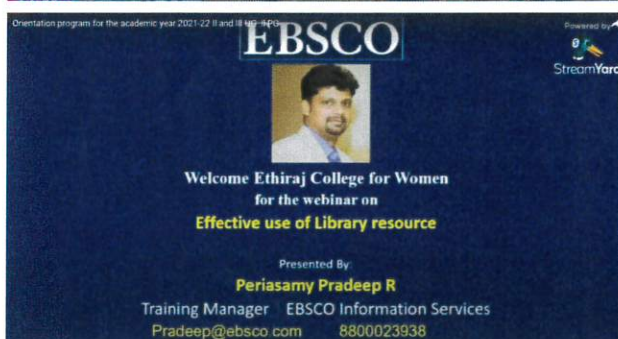 Orientation program for the academic year 2021-22 II and III UG, II PG
Powered by
EBSCO
StreamYard
Welcome Ethiraj College for Women
for the webinar on
Effective use of Library resource
Presented By:
Periasamy Pradeep R
Training Manager EBSCO Information Services
Pradeep@ebsco.com 8800023938